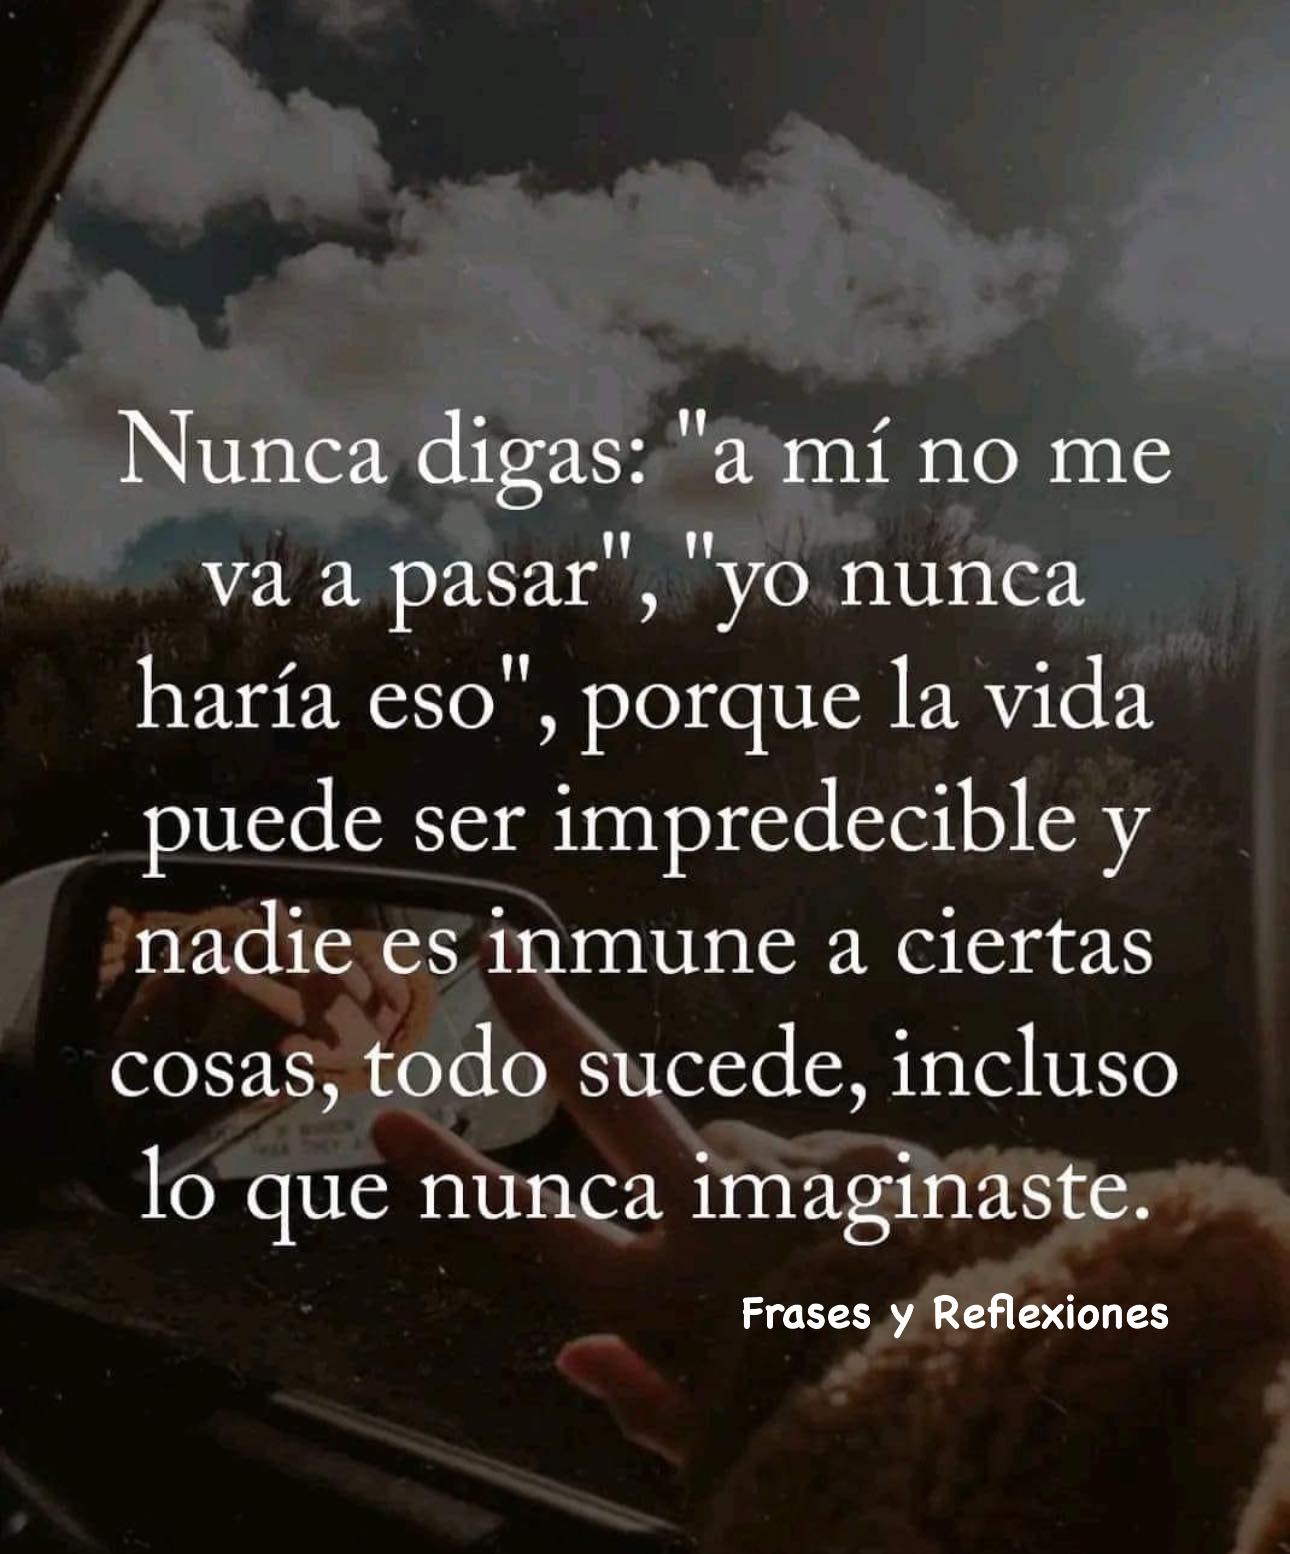 Nunca digas: "a mí no me
va a pasar", "yo nunca
haría eso", porque la vida
puede ser impredecible y
nadie es inmune a ciertas
cosas, todo sucede, incluso
lo que nunca imaginaste.
Frases y Reflexiones